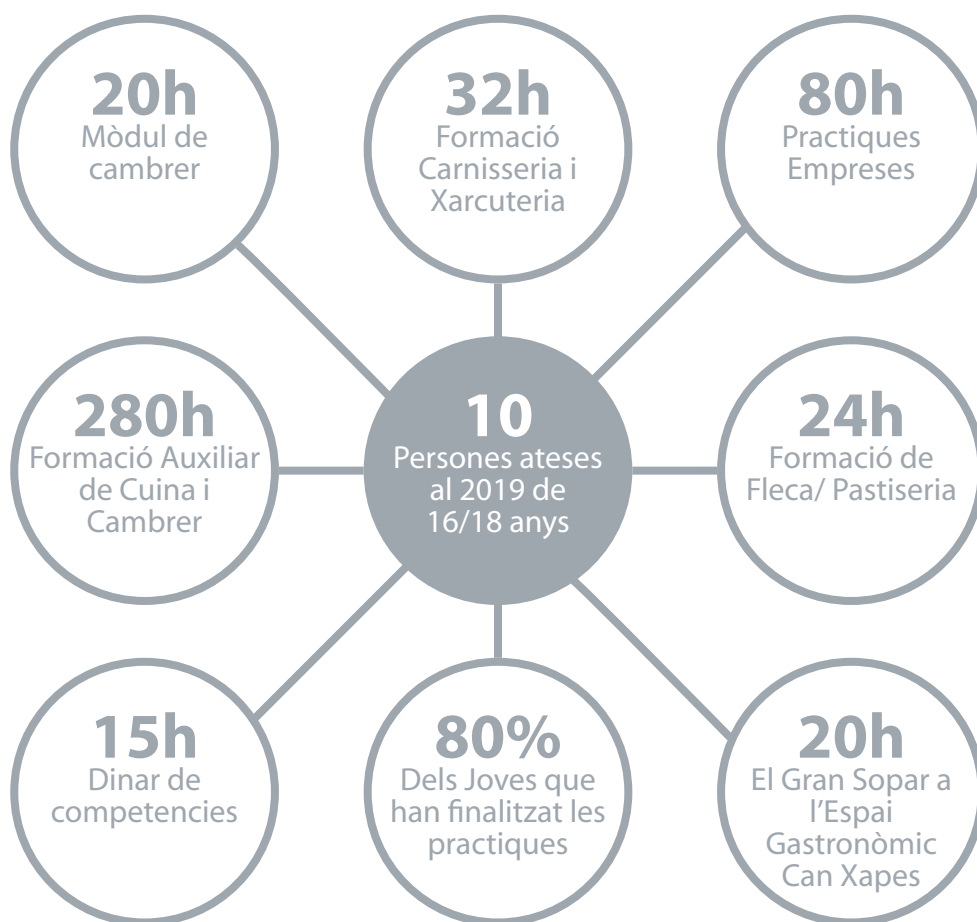 20h
Mòdul de
cambrer
32h
Formació
Carnisseria i
Xarcuteria
80h
Practiques
Empreses
280h
Formació Auxiliar
de Cuina i
Cambrer
10
Persones ateses
al 2019 de
16/18 anys
24h
Formació de
Fleca/ Pastiseria
15h
Dinar de
competencies
80%
Dels Joves que
han finalitzat les
practiques
20h
El Gran Sopar a
l’Espai
Gastronòmic
Can Xapes